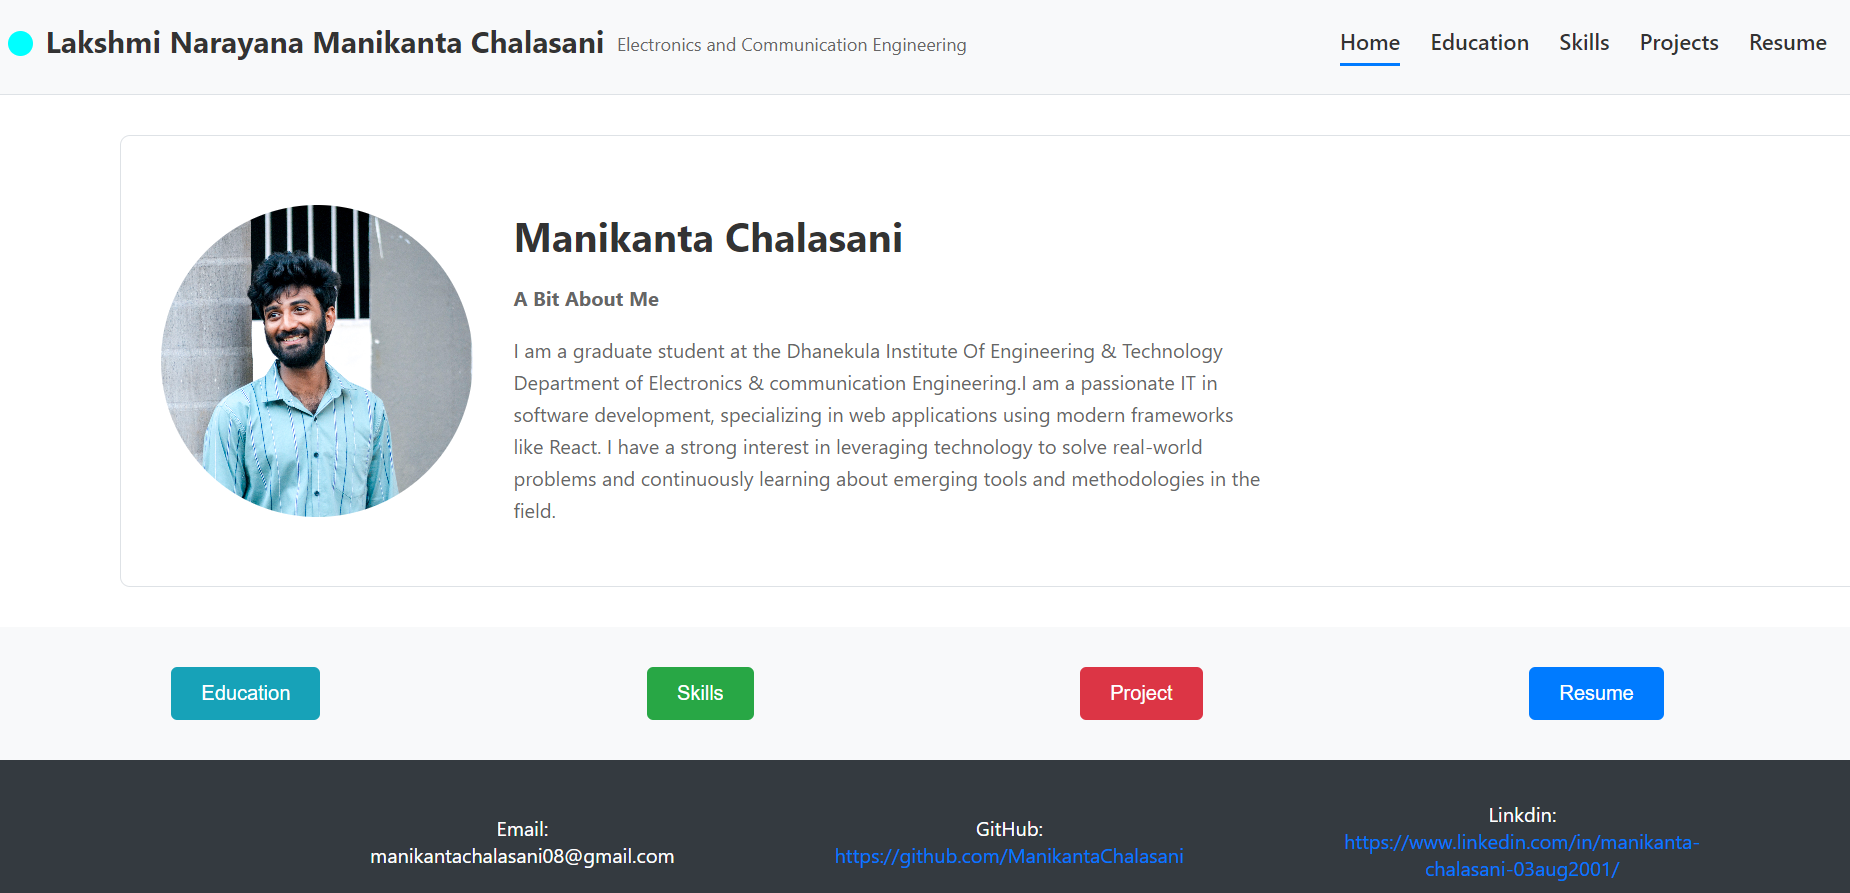 Lakshmi Narayana Manikanta Chalasani Electronics and Communication Engineering Home Education Skills Projects Resume
Manikanta Chalasani
A Bit About Me
I am a graduate student at the Dhanekula Institute Of Engineering & Technology
Department of Electronics & communication Engineering.I am a passionate IT in
software development, specializing in web applications using modern frameworks
like React. I have a strong interest in leveraging technology to solve real-world
problems and continuously learning about emerging tools and methodologies in the
field.
Education Skills Project Resume
Email:
manikantachalasani08@gmail.com
GitHub:
https://github.com/ManikantaChalasani
Linkdin:
https://www.linkedin.com/in/manikanta-
chalasani-03aug2001/